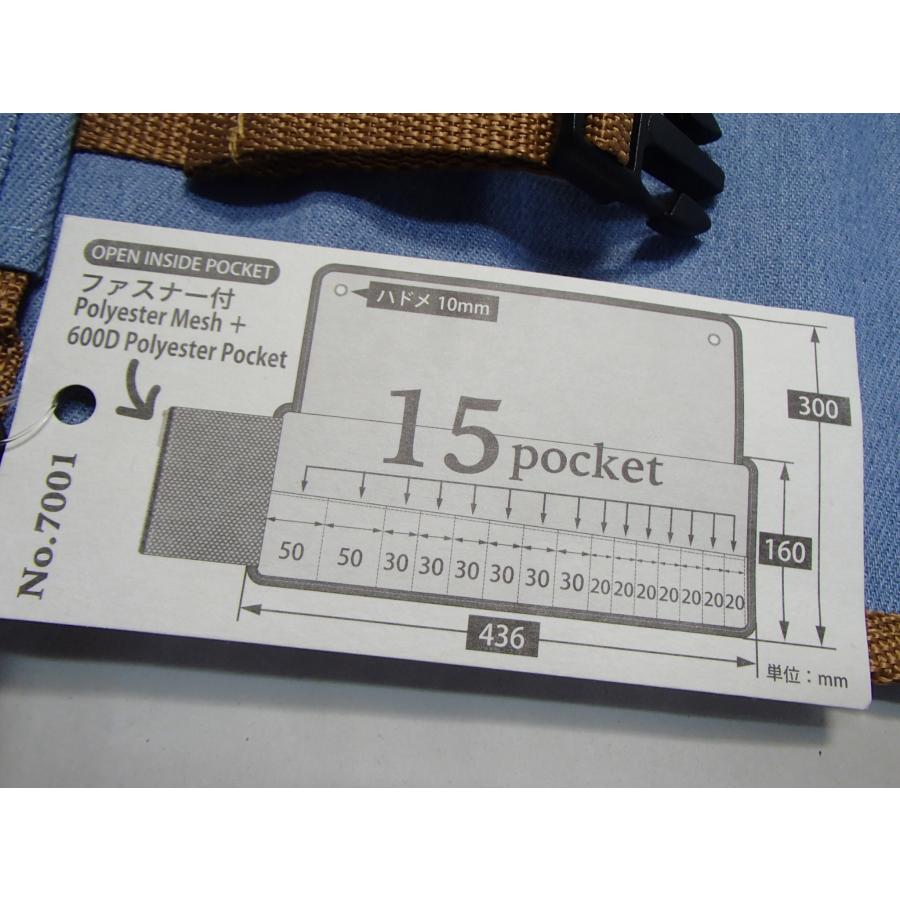 OPEN INSIDE POCKET
ファスナー付
Polyester Mesh +
600D Polyester Pocket
ハドメ 10mm
300
15 pocket
160
50 50 30 30 30 30 30 30 20 20 20 20 20 20 20
436
単位：mm
No.7001